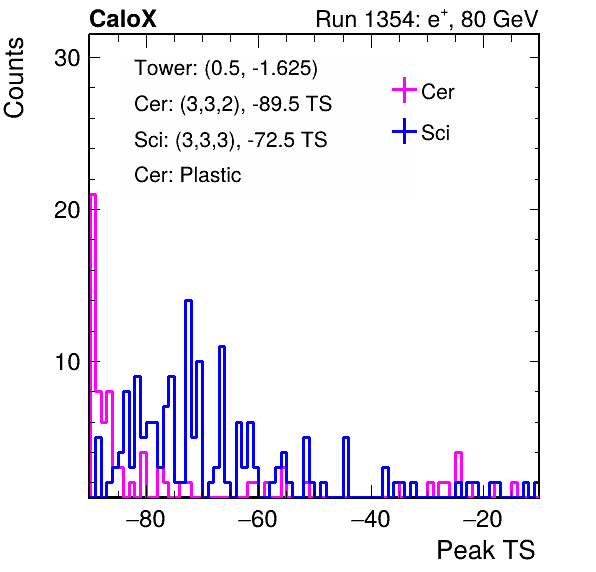 CaloX
Run 1354: e⁺, 80 GeV
Counts
30
20
10
Tower: (0.5, -1.625)
Cer: (3,3,2), -89.5 TS
Sci: (3,3,3), -72.5 TS
Cer: Plastic
Cer
Sci
−80
−60
−40
−20
Peak TS